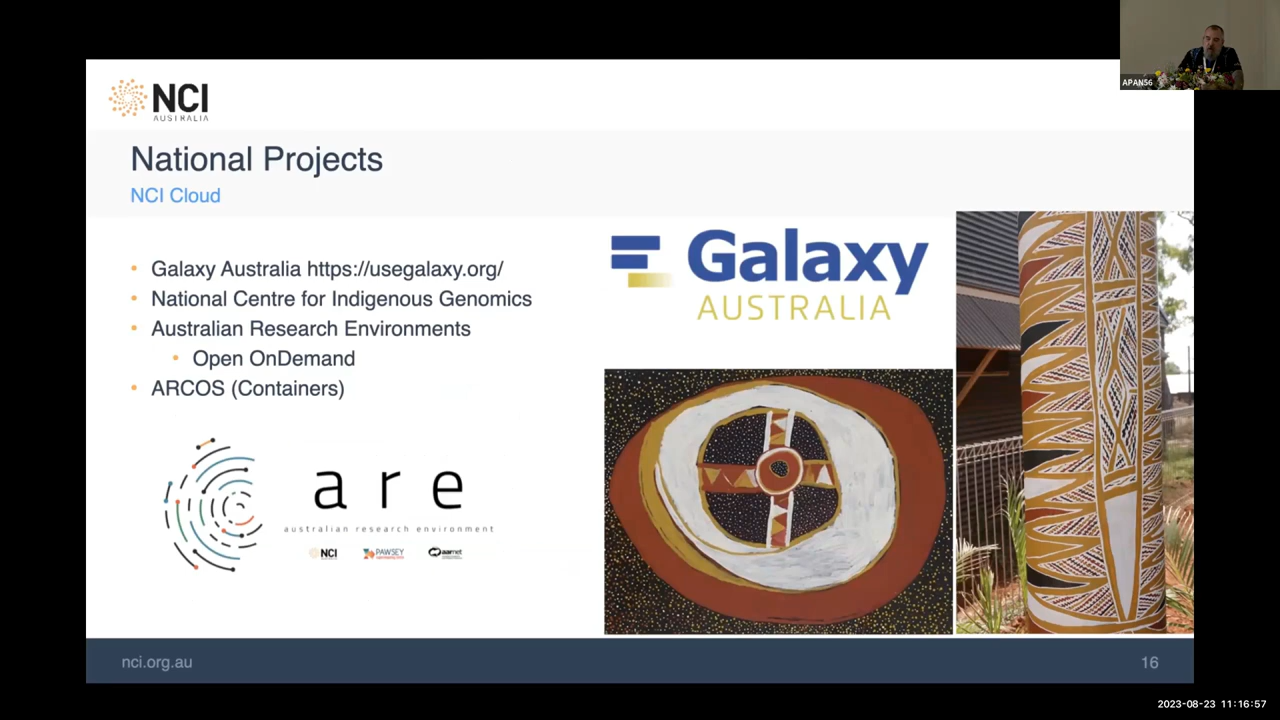 APAN56
NCI
AUSTRALIA
National Projects
NCI Cloud
• Galaxy Australia https://usegalaxy.org/
• National Centre for Indigenous Genomics
• Australian Research Environments
• Open OnDemand
• ARCOS (Containers)
Galaxy
AUSTRALIA
are
australian research environment
NCI
PAWSEY
aarnet
nci.org.au
16
2023-08-23 11:16:57